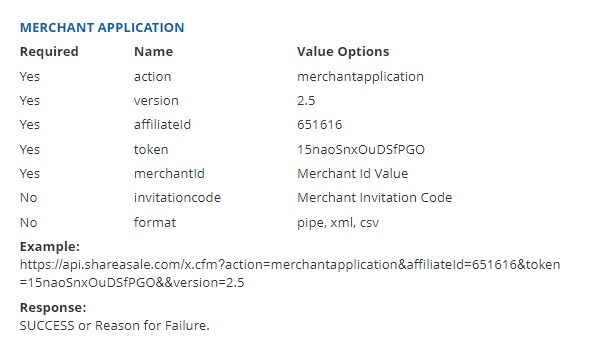 MERCHANT APPLICATION
Required Name Value Options
Yes action merchantapplication
Yes version 2.5
Yes affiliateId 651616
Yes token 15naoSnxOuDSfPGO
Yes merchantId Merchant Id Value
No invitationcode Merchant Invitation Code
No format pipe, xml, csv
Example:
https://api.shareasale.com/x.cfm?action=merchantapplication&affiliateId=651616&token
=15naoSnxOuDSfPGO&&version=2.5
Response:
SUCCESS or Reason for Failure.